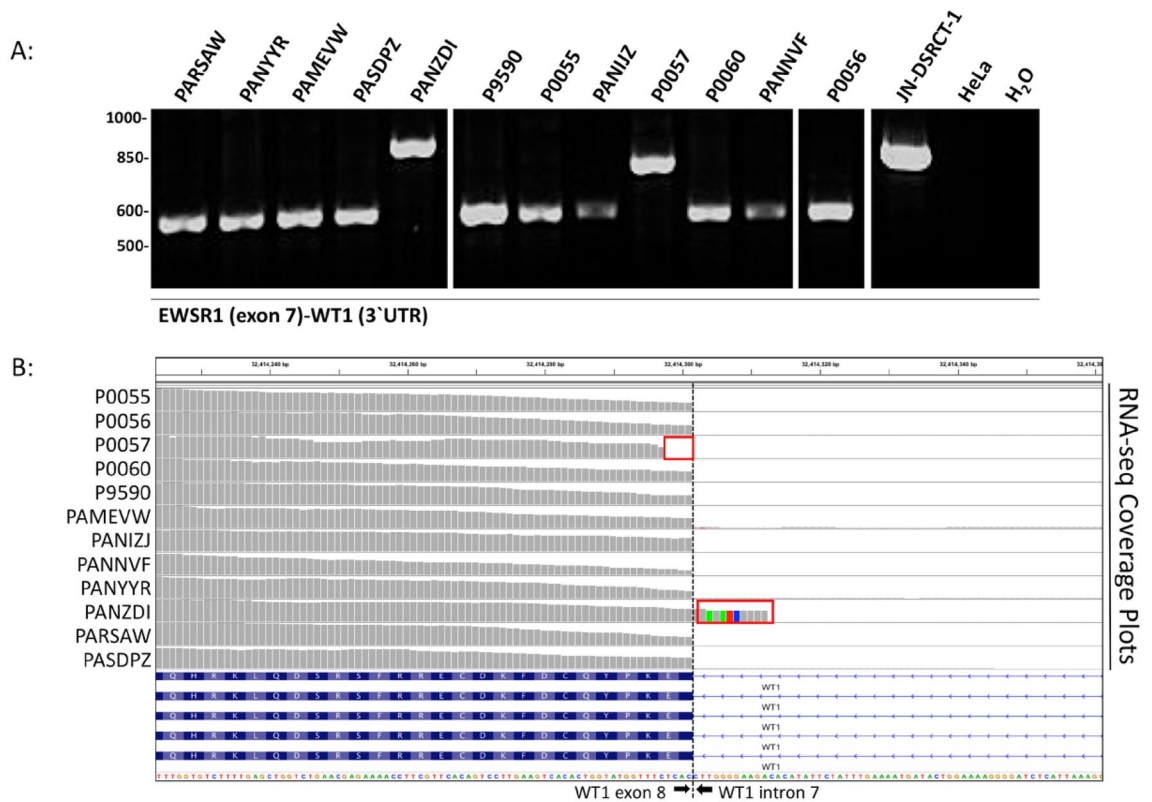 A:
PARSAW PANYYR PAMEVW PASDPZ PANZDI P9590 P0055 PANIJZ P0057 P0060 PANNVF P0056 JN-DSRCT-1 HeLa H₂O
1000-
850-
600-
500-
EWSR1 (exon 7)-WT1 (3`UTR)
B:
32,414,240 bp 32,414,260 bp 32,414,280 bp 32,414,300 bp 32,414,320 bp 32,414,340 bp
P0055
P0056
P0057
P0060
P9590
PAMEVW
PANIZJ
PANNVF
PANYYR
PANZDI
PARSAW
PASDPZ
RNA-seq Coverage Plots
Q H R K L Q D S R S F R R E C D K F D C Q Y P K E
WT1
Q H R K L Q D S R S F R R E C D K F D C Q Y P K E
WT1
Q H R K L Q D S R S F R R E C D K F D C Q Y P K E
WT1
Q H R K L Q D S R S F R R E C D K F D C Q Y P K E
WT1
Q H R K L Q D S R S F R R E C D K F D C Q Y P K E
WT1
WT1 exon 8 WT1 intron 7